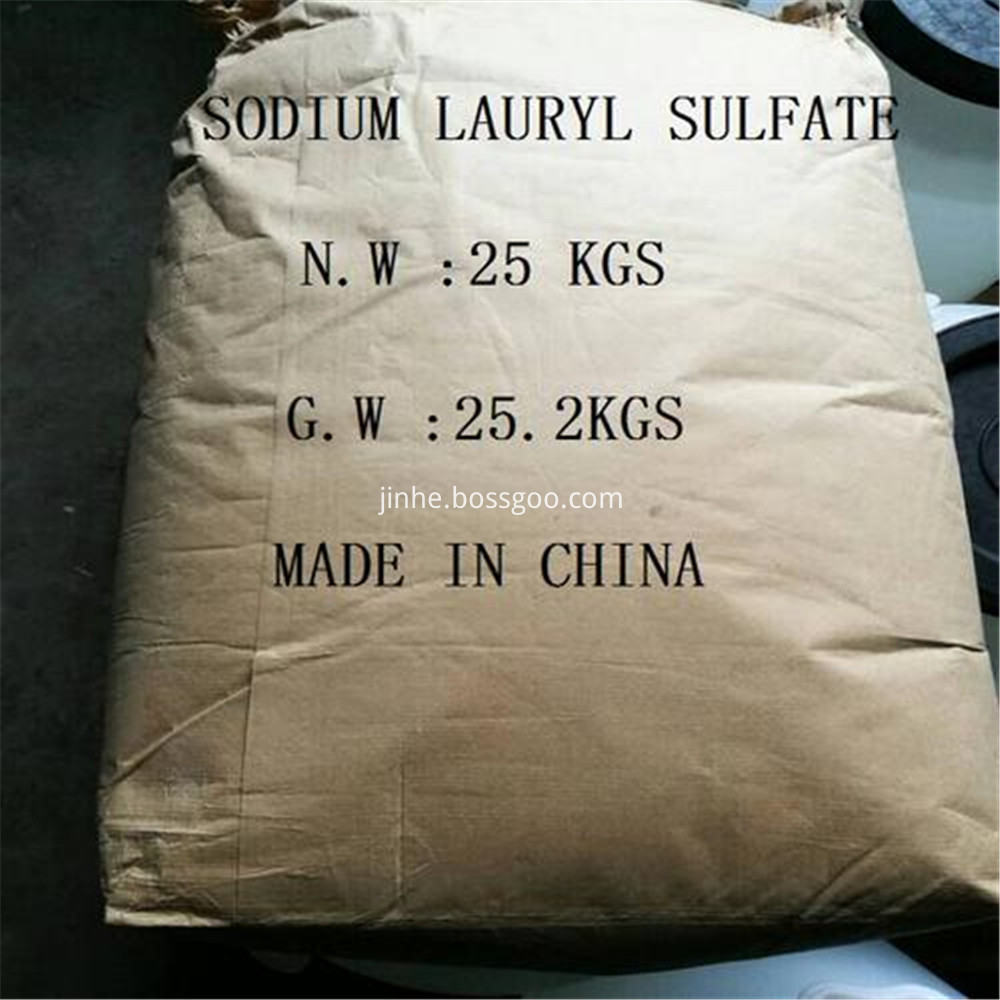 SODIUM LAURYL SULFATE
N.W :25 KGS
G.W :25.2KGS
jinhe.bossgoo.com
MADE IN CHINA